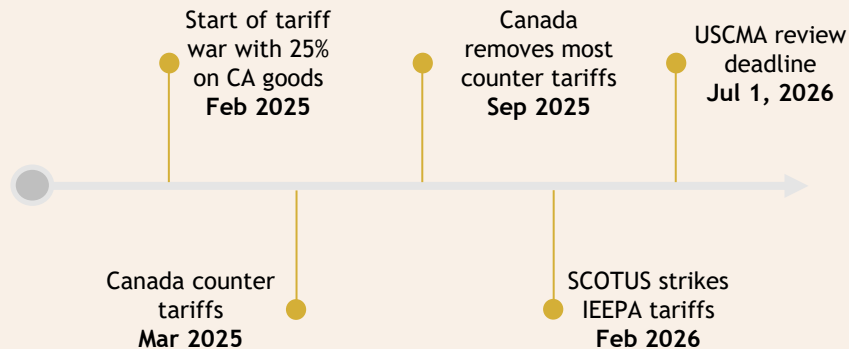 Start of tariff
war with 25%
on CA goods
Feb 2025
Canada counter
tariffs
Mar 2025
Canada
removes most
counter tariffs
Sep 2025
SCOTUS strikes
IEEPA tariffs
Feb 2026
USCMA review
deadline
Jul 1, 2026